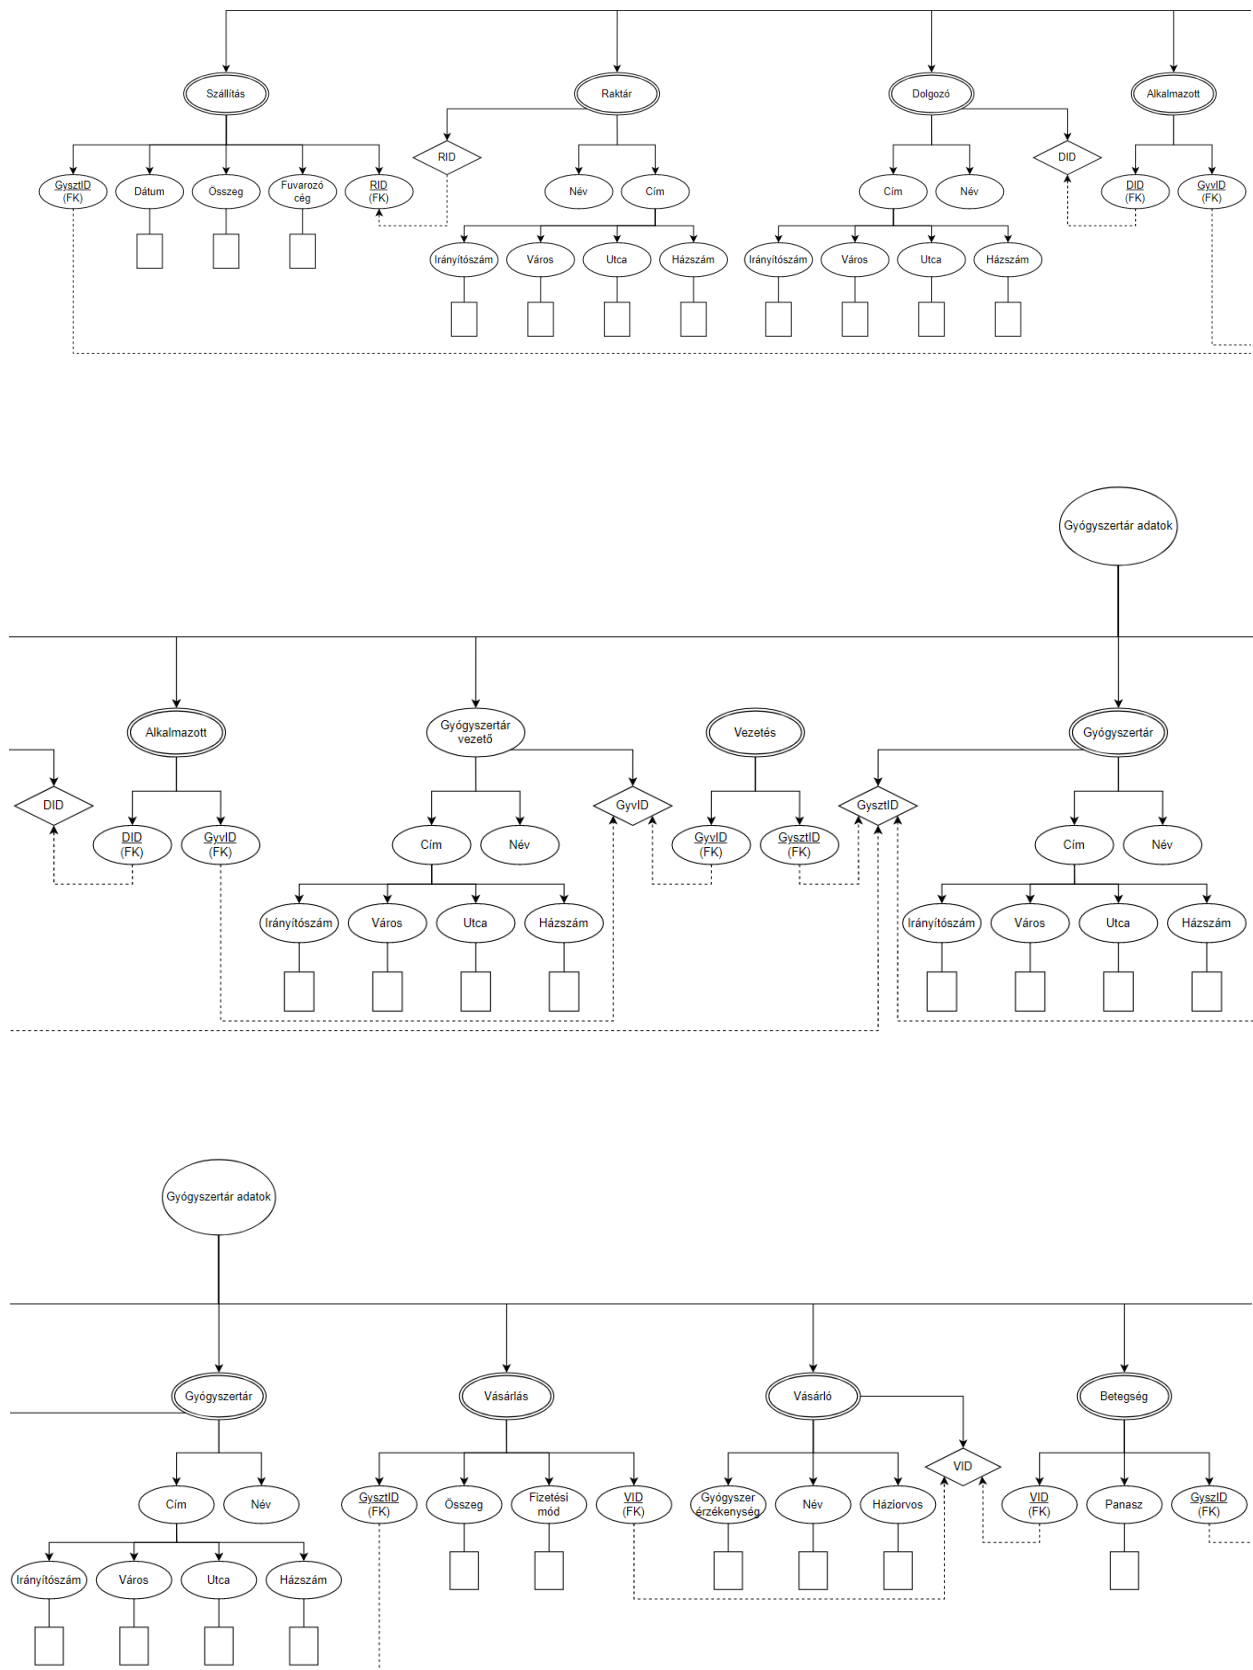 Szállítás
Raktár
Dolgozó
Alkalmazott
RID
DID
GysztID
(FK)
Dátum
Összeg
Fuvarozó
cég
RID
(FK)
Név
Cím
Cím
Név
DID
(FK)
GyvID
(FK)
Irányítószám
Város
Utca
Házszám
Irányítószám
Város
Utca
Házszám
Gyógyszertár adatok
Alkalmazott
Gyógyszertár
vezető
Vezetés
Gyógyszertár
DID
GyvID
GysztID
DID
(FK)
GyvID
(FK)
Cím
Név
GyvID
(FK)
GysztID
(FK)
Cím
Név
Irányítószám
Város
Utca
Házszám
Irányítószám
Város
Utca
Házszám
Gyógyszertár adatok
Gyógyszertár
Vásárlás
Vásárló
Betegség
VID
Cím
Név
GysztID
(FK)
Összeg
Fizetési
mód
VID
(FK)
Gyógyszer
érzékenység
Név
Háziorvos
VID
(FK)
Panasz
GyszID
(FK)
Irányítószám
Város
Utca
Házszám